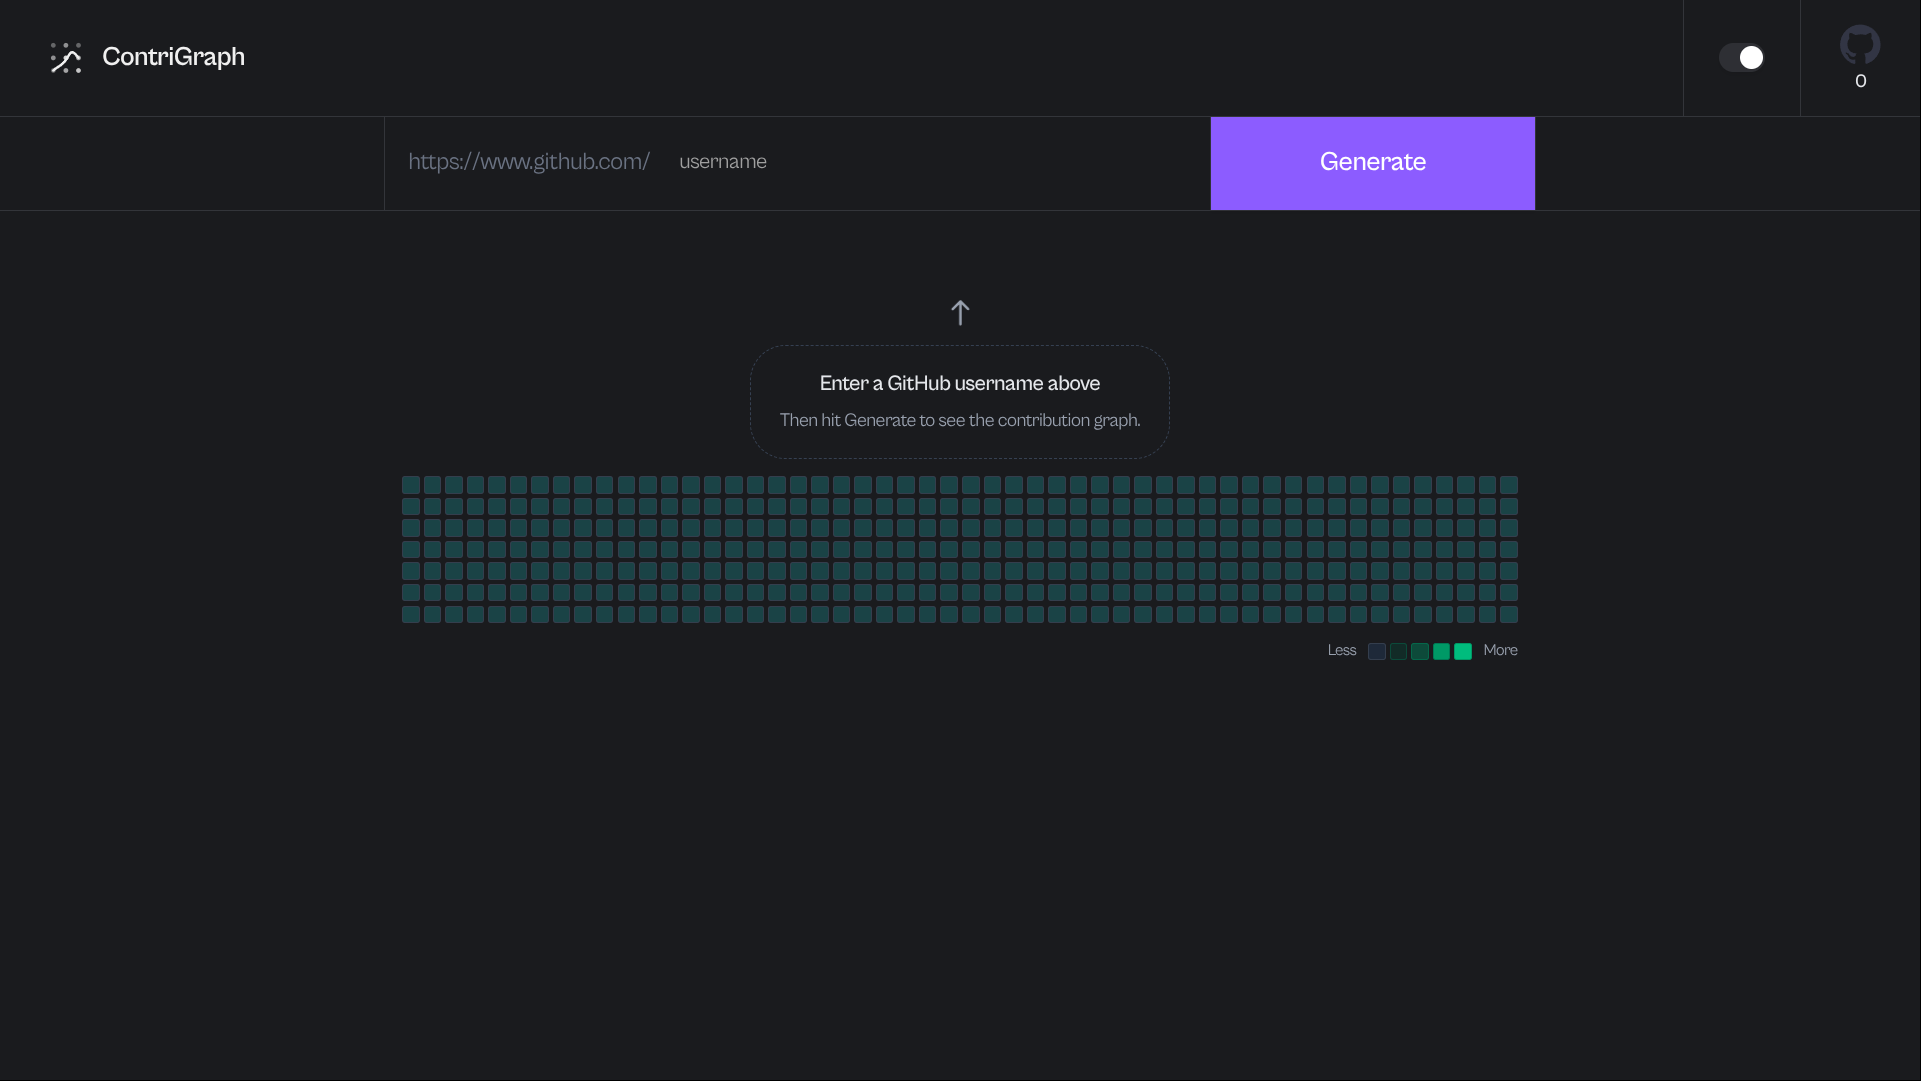 ContriGraph
0
https://www.github.com/ username
Generate
Enter a GitHub username above
Then hit Generate to see the contribution graph.
Less More